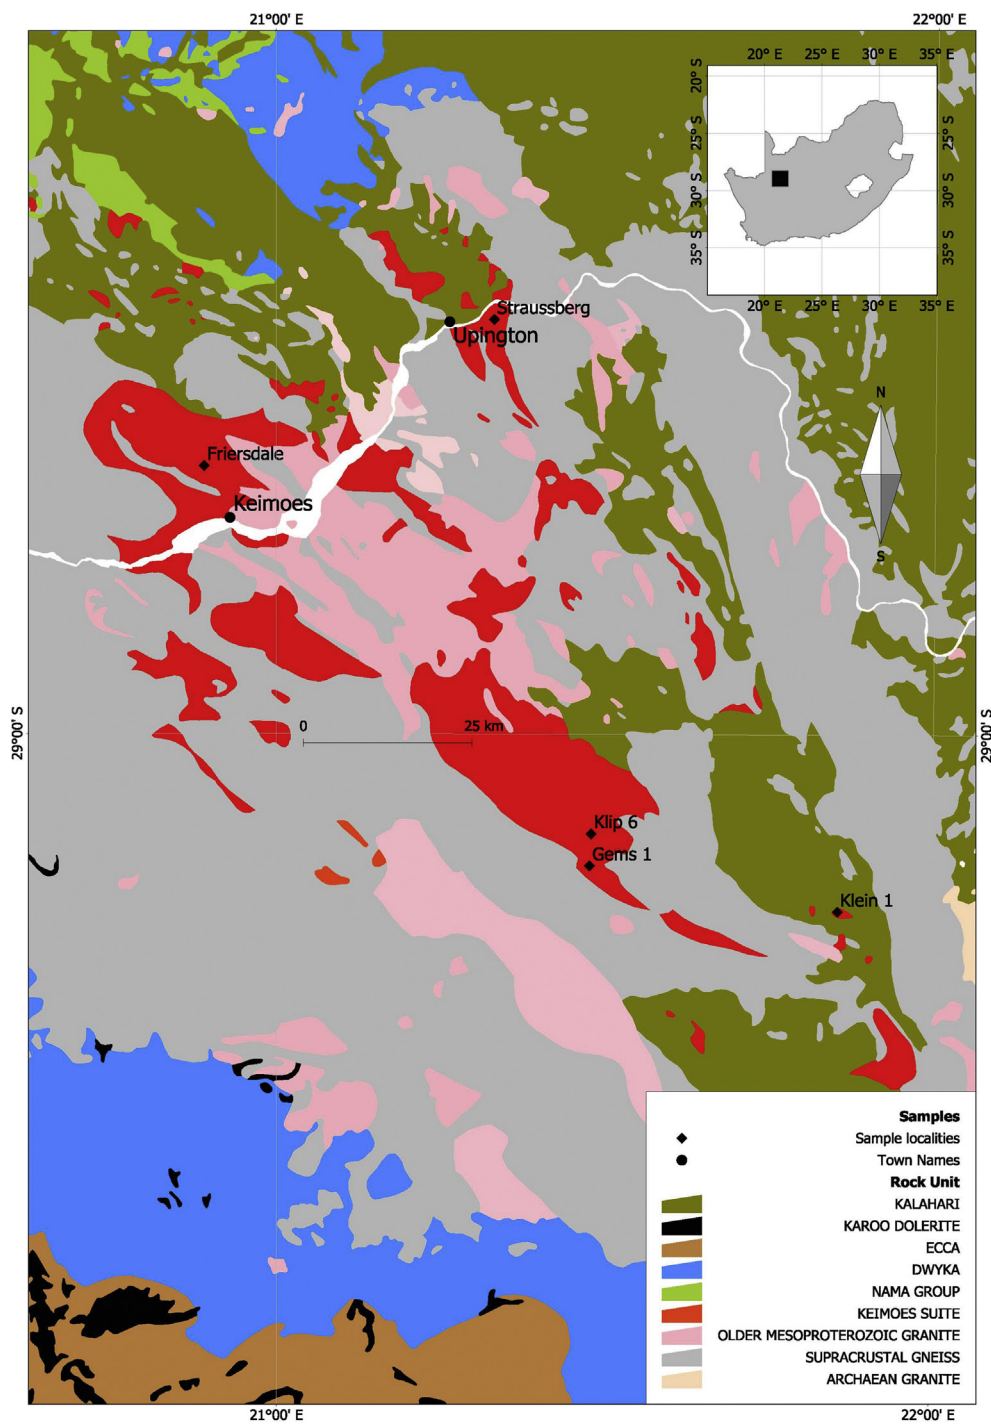 21°00' E
22°00' E
20° E 25° E 30° E 35° E
20° S
20° S
25° S
25° S
30° S
30° S
35° S
35° S
20° E 25° E 30° E 35° E
Straussberg
Upington
N
S
Friersdale
Keimoes
29°00' S
29°00' S
0 25 km
Klip 6
Gems 1
Klein 1
Samples
Sample localities
Town Names
Rock Unit
KALAHARI
KAROO DOLERITE
ECCA
DWYKA
NAMA GROUP
KEIMOES SUITE
OLDER MESOPROTEROZOIC GRANITE
SUPRACRUSTAL GNEISS
ARCHAEAN GRANITE
21°00' E
22°00' E